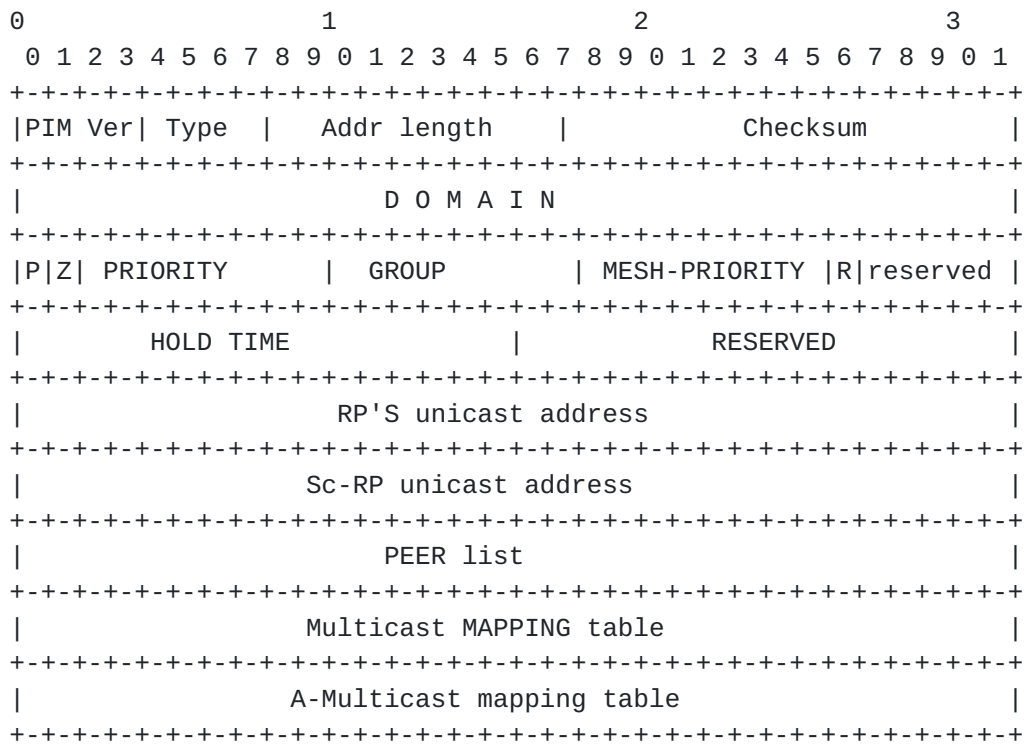 0                   1                   2                   3
 0 1 2 3 4 5 6 7 8 9 0 1 2 3 4 5 6 7 8 9 0 1 2 3 4 5 6 7 8 9 0 1
+-+-+-+-+-+-+-+-+-+-+-+-+-+-+-+-+-+-+-+-+-+-+-+-+-+-+-+-+-+-+-+-+
|PIM Ver| Type  |   Addr length    |           Checksum         |
+-+-+-+-+-+-+-+-+-+-+-+-+-+-+-+-+-+-+-+-+-+-+-+-+-+-+-+-+-+-+-+-+
|                       D O M A I N                             |
+-+-+-+-+-+-+-+-+-+-+-+-+-+-+-+-+-+-+-+-+-+-+-+-+-+-+-+-+-+-+-+-+
|P|Z| PRIORITY      |  GROUP        | MESH-PRIORITY |R|reserved |
+-+-+-+-+-+-+-+-+-+-+-+-+-+-+-+-+-+-+-+-+-+-+-+-+-+-+-+-+-+-+-+-+
|        HOLD TIME              |            RESERVED           |
+-+-+-+-+-+-+-+-+-+-+-+-+-+-+-+-+-+-+-+-+-+-+-+-+-+-+-+-+-+-+-+-+
|                    RP'S unicast address                       |
+-+-+-+-+-+-+-+-+-+-+-+-+-+-+-+-+-+-+-+-+-+-+-+-+-+-+-+-+-+-+-+-+
|                  Sc-RP unicast address                        |
+-+-+-+-+-+-+-+-+-+-+-+-+-+-+-+-+-+-+-+-+-+-+-+-+-+-+-+-+-+-+-+-+
|                       PEER list                               |
+-+-+-+-+-+-+-+-+-+-+-+-+-+-+-+-+-+-+-+-+-+-+-+-+-+-+-+-+-+-+-+-+
|                  Multicast MAPPING table                      |
+-+-+-+-+-+-+-+-+-+-+-+-+-+-+-+-+-+-+-+-+-+-+-+-+-+-+-+-+-+-+-+-+
|                 A-Multicast mapping table                     |
+-+-+-+-+-+-+-+-+-+-+-+-+-+-+-+-+-+-+-+-+-+-+-+-+-+-+-+-+-+-+-+-+